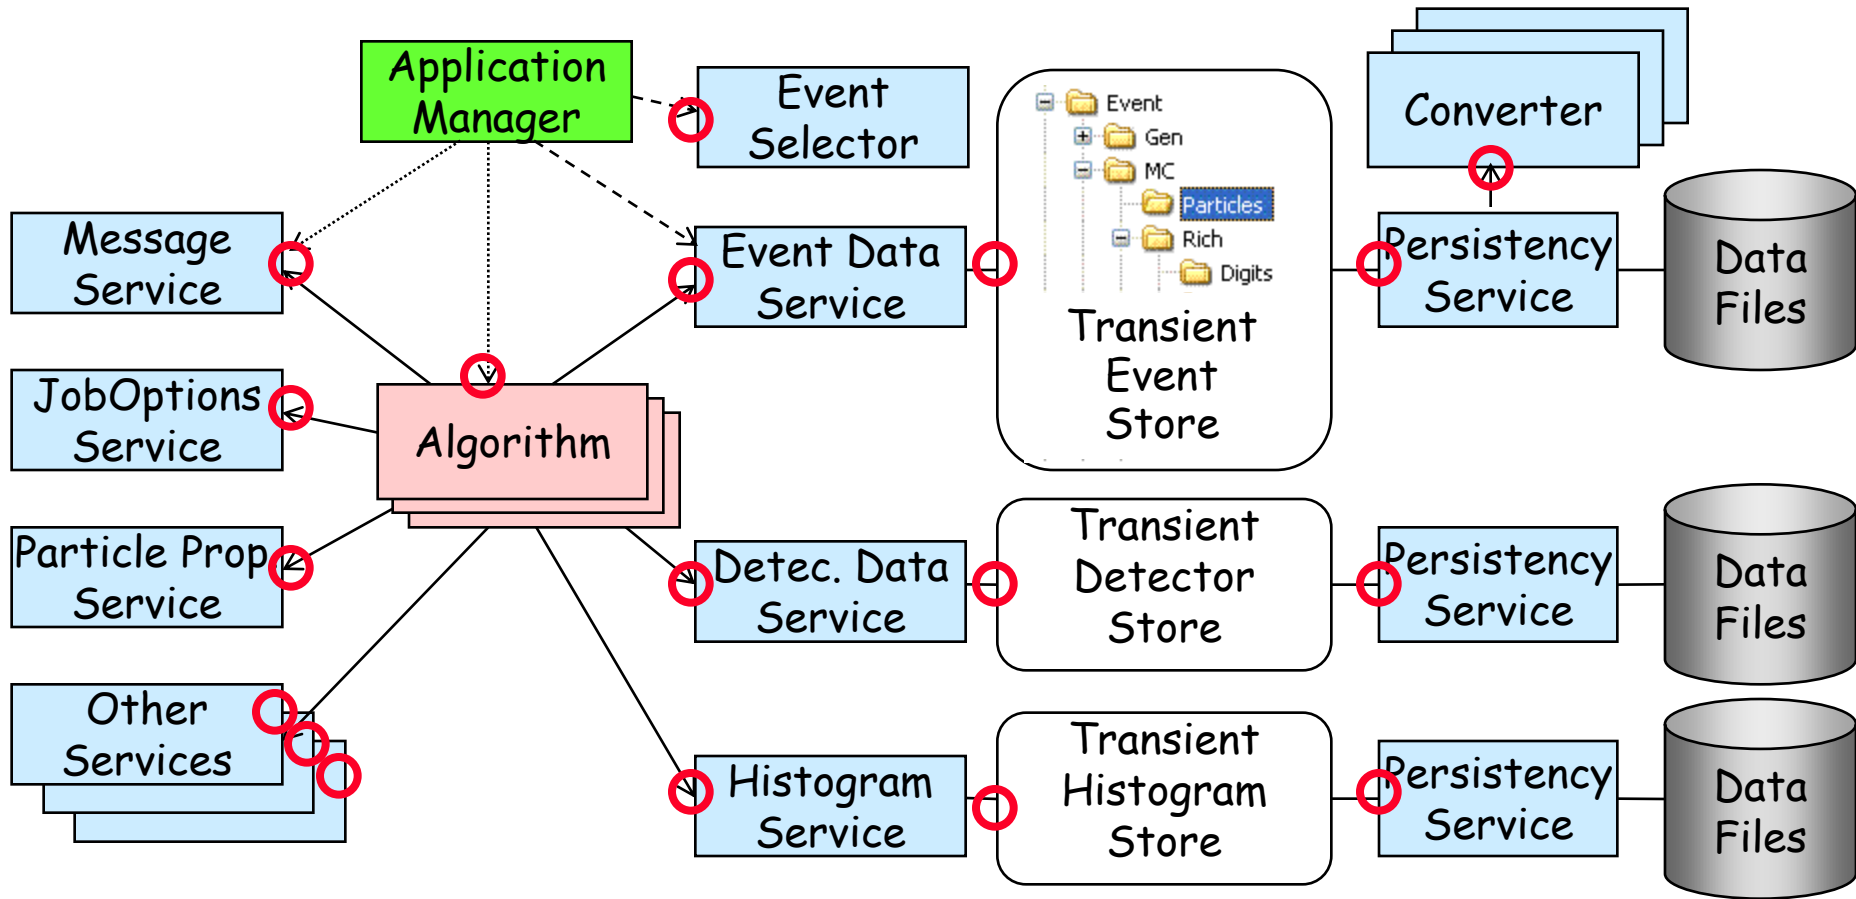 Application
Manager
Event
Selector
Event
Gen
MC
Particles
Rich
Digits
Transient
Event
Store
Converter
Message
Service
Event Data
Service
Persistency
Service
Data
Files
JobOptions
Service
Algorithm
Particle Prop.
Service
Detec. Data
Service
Transient
Detector
Store
Persistency
Service
Data
Files
Other
Services
Histogram
Service
Transient
Histogram
Store
Persistency
Service
Data
Files